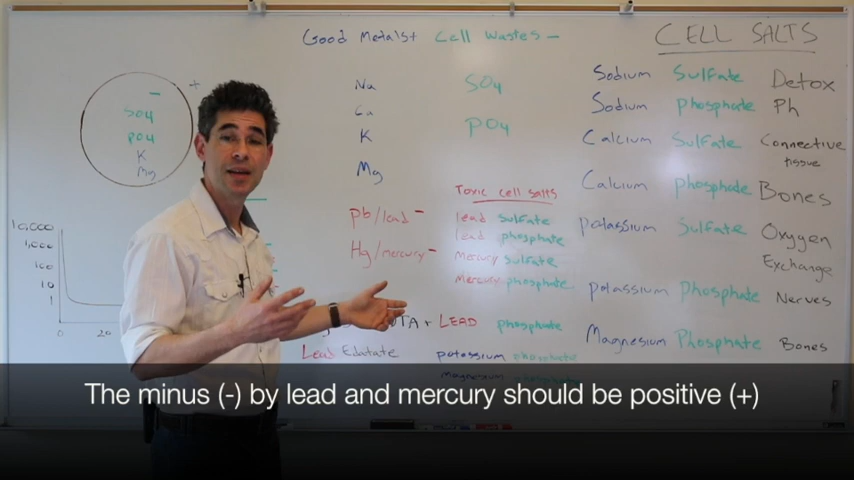 Good Metals+ Cell Wastes -
CELL SALTS
- +
SO4
PO4
K
Mg
Na SO4
Ca PO4
K
Mg
Sodium Sulfate Detox
Sodium phosphate Ph
Calcium Sulfate Connective tissue
Calcium phosphate Bones
potassium sulfate Oxygen Exchange
potassium phosphate Nerves
Magnesium Phosphate Bones
Toxic cell salts
pb/lead - lead sulfate
lead phosphate
Hg/mercury - mercury sulfate
Mercury phosphate
10,000
1,000
100
10
1
0 20
+ LEAD phosphate
Lead Edatate potassium phosphate
magnesium
The minus (-) by lead and mercury should be positive (+)